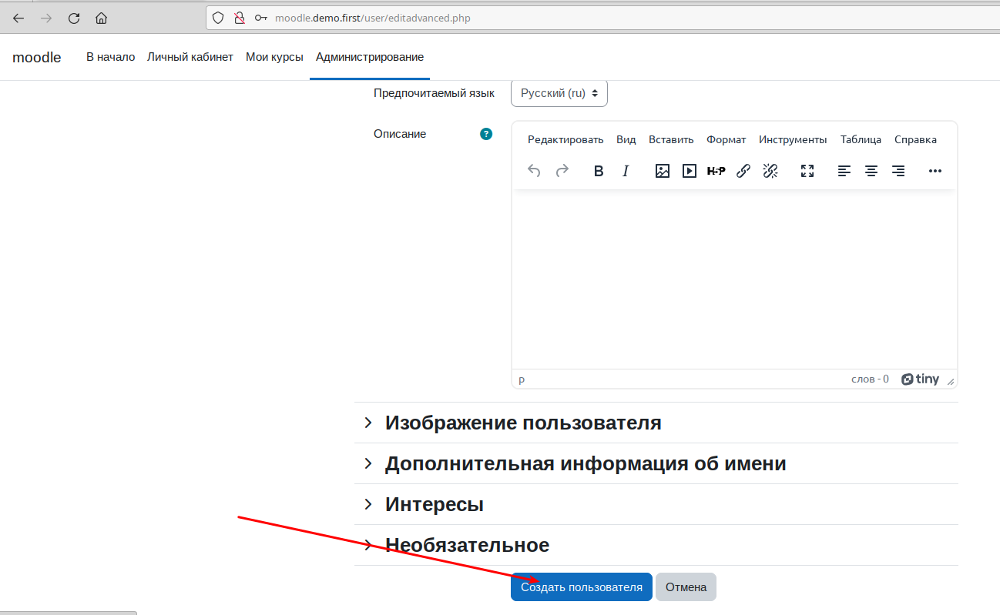 moodle.demo.first/user/editadvanced.php
moodle В начало Личный кабинет Мои курсы Администрирование
Предпочитаемый язык Русский (ru)
Описание ?
Редактировать Вид Вставить Формат Инструменты Таблица Справка
B I H5P
p слов - 0 tiny
Изображение пользователя
Дополнительная информация об имени
Интересы
Необязательное
Создать пользователя Отмена